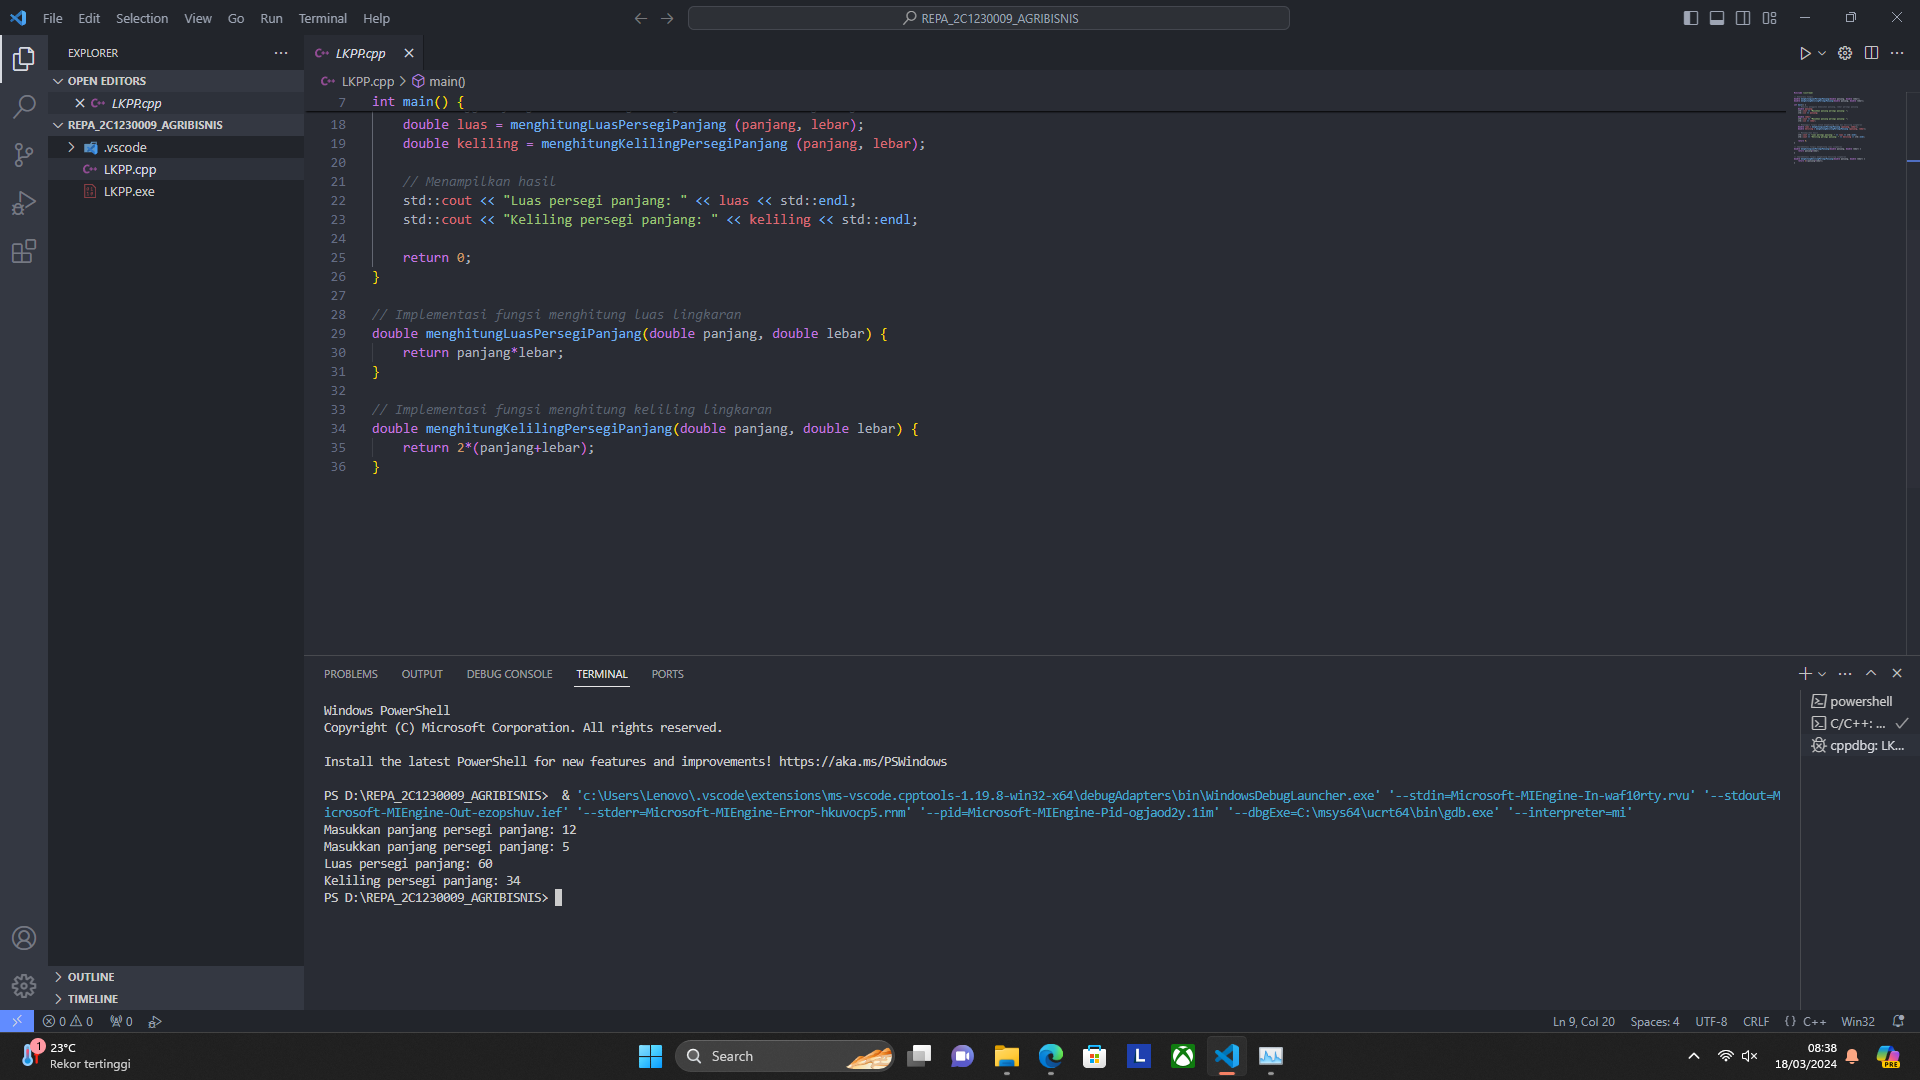 File Edit Selection View Go Run Terminal Help
REPA_2C1230009_AGRIBISNIS
EXPLORER
OPEN EDITORS
LKPP.cpp
REPA_2C1230009_AGRIBISNIS
.vscode
LKPP.cpp
LKPP.exe
OUTLINE
TIMELINE
LKPP.cpp
LKPP.cpp > main()
7 int main() {
18 double luas = menghitungLuasPersegiPanjang (panjang, lebar);
19 double keliling = menghitungKelilingPersegiPanjang (panjang, lebar);
20
21 // Menampilkan hasil
22 std::cout << "Luas persegi panjang: " << luas << std::endl;
23 std::cout << "Keliling persegi panjang: " << keliling << std::endl;
24
25 return 0;
26 }
27
28 // Implementasi fungsi menghitung luas lingkaran
29 double menghitungLuasPersegiPanjang(double panjang, double lebar) {
30 return panjang*lebar;
31 }
32
33 // Implementasi fungsi menghitung keliling lingkaran
34 double menghitungKelilingPersegiPanjang(double panjang, double lebar) {
35 return 2*(panjang+lebar);
36 }
PROBLEMS OUTPUT DEBUG CONSOLE TERMINAL PORTS
Windows PowerShell
Copyright (C) Microsoft Corporation. All rights reserved.
Install the latest PowerShell for new features and improvements! https://aka.ms/PSWindows
PS D:\REPA_2C1230009_AGRIBISNIS>  & 'c:\Users\Lenovo\.vscode\extensions\ms-vscode.cpptools-1.19.8-win32-x64\debugAdapters\bin\WindowsDebugLauncher.exe' '--stdin=Microsoft-MIEngine-In-waf10rty.rvu' '--stdout=M
icrosoft-MIEngine-Out-ezopshuv.ief' '--stderr=Microsoft-MIEngine-Error-hkuvocp5.rnm' '--pid=Microsoft-MIEngine-Pid-ogjaod2y.1im' '--dbgExe=C:\msys64\ucrt64\bin\gdb.exe' '--interpreter=mi'
Masukkan panjang persegi panjang: 12
Masukkan panjang persegi panjang: 5
Luas persegi panjang: 60
Keliling persegi panjang: 34
PS D:\REPA_2C1230009_AGRIBISNIS>
powershell
C/C++: ...
cppdbg: LK...
0 0 0
Ln 9, Col 20 Spaces: 4 UTF-8 CRLF {} C++ Win32
1
23°C
Rekor tertinggi
Search
L
08:38
18/03/2024
PRE